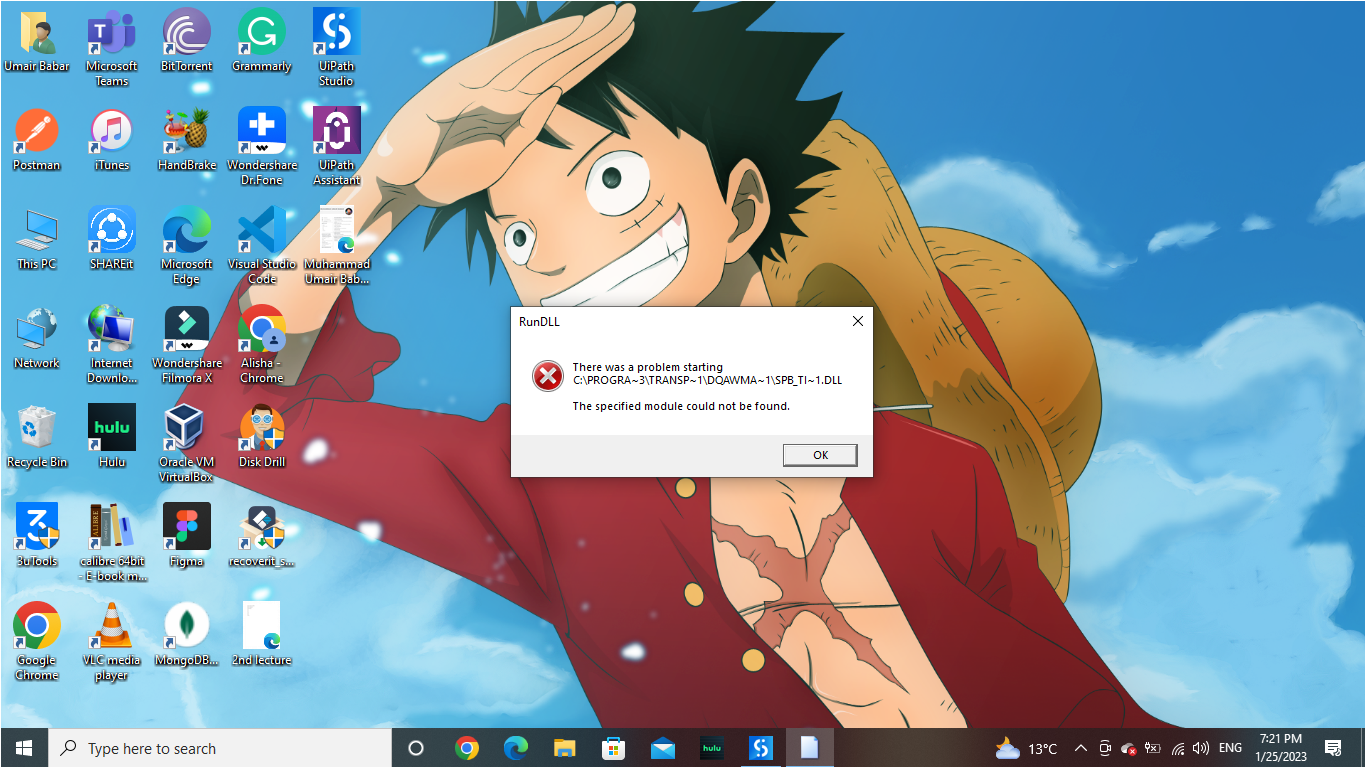 Umair Babar
Microsoft
Teams
BitTorrent
Grammarly
UiPath
Studio
Postman
iTunes
HandBrake
Wondershare
Dr.Fone
UiPath
Assistant
This PC
SHAREit
Microsoft
Edge
Visual Studio
Code
Muhammad
Umair Bab...
Network
Internet
Downlo...
Wondershare
Filmora X
Alisha -
Chrome
RunDLL
There was a problem starting
C:\PROGRA~3\TRANSP~1\DQAWMA~1\SPB_TI~1.DLL
The specified module could not be found.
OK
Recycle Bin
hulu
Hulu
Oracle VM
VirtualBox
Disk Drill
3uTools
CALIBRE
calibre 64bit
- E-book m...
Figma
recoverit_s...
Google
Chrome
VLC media
player
MongoDB...
2nd lecture
Type here to search
hulu
13°C
ENG
7:21 PM
1/25/2023